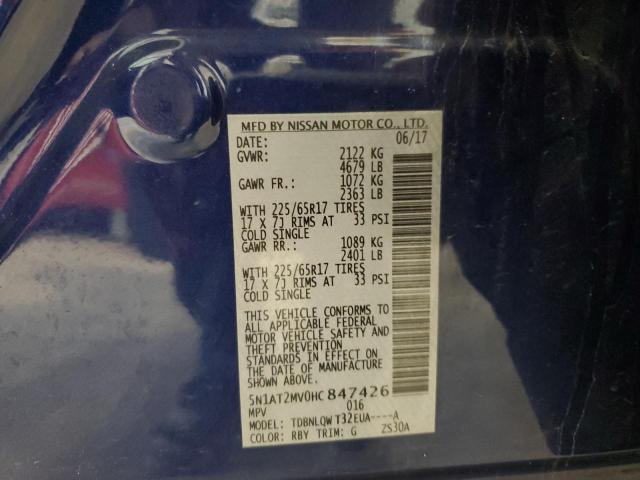 MFD BY NISSAN MOTOR CO., LTD.
DATE: 06/17
GVWR: 2122 KG
4679 LB
GAWR FR.: 1072 KG
2363 LB
WITH 225/65R17 TIRES
17 X 7J RIMS AT 33 PSI
COLD SINGLE
GAWR RR.: 1089 KG
2401 LB
WITH 225/65R17 TIRES
17 X 7J RIMS AT 33 PSI
COLD SINGLE
THIS VEHICLE CONFORMS TO
ALL APPLICABLE FEDERAL
MOTOR VEHICLE SAFETY AND
THEFT PREVENTION
STANDARDS IN EFFECT ON
THE DATE OF MANUFACTURE
SHOWN ABOVE.
5N1AT2MV0HC847426
MPV 016
MODEL: TDBNLQWT32EUA----A
COLOR: RBY TRIM: G ZS30A